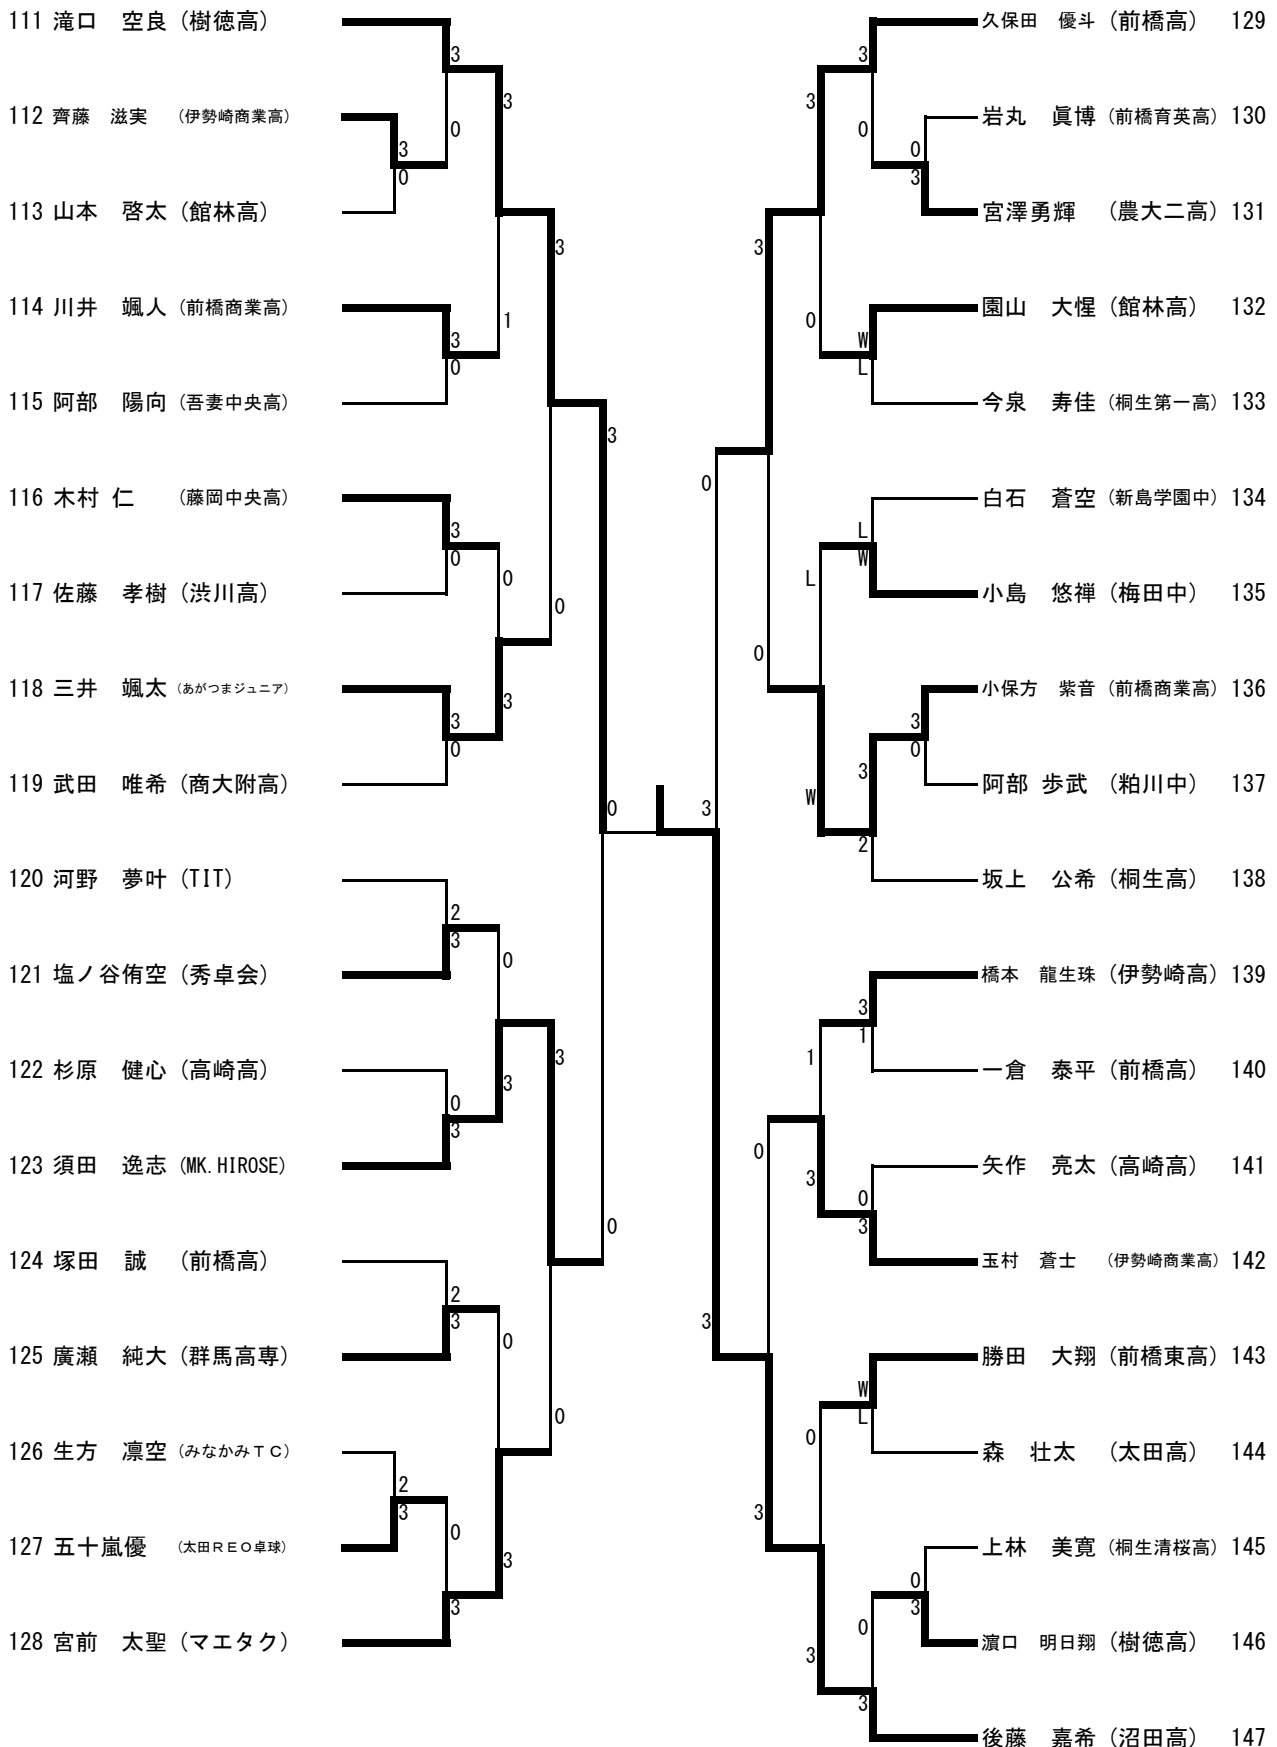 111 滝口　空良 (樹徳高)
112 齊藤　滋実　(伊勢崎商業高)
113 山本　啓太 (館林高)
114 川井　颯人 (前橋商業高)
115 阿部　陽向 (吾妻中央高)
116 木村 仁　(藤岡中央高)
117 佐藤　孝樹 (渋川高)
118 三井　颯太 (あがつまジュニア)
119 武田　唯希 (商大附高)
120 河野　夢叶 (TIT)
121 塩ノ谷侑空 (秀卓会)
122 杉原　健心 (高崎高)
123 須田　逸志 (MK.HIROSE)
124 塚田　誠　(前橋高)
125 廣瀬　純大 (群馬高専)
126 生方　凛空 (みなかみＴＣ)
127 五十嵐優　(太田ＲＥＯ卓球)
128 宮前　太聖 (マエタク)
3
0
3
0
3
3
0
1
3
0
0
3
0
3
0
3
3
0
2
3
0
0
3
3
2
3
0
0
2
3
0
3
3
0
0
3
3
3
0
0
3
3
W
L
0
0
L
W
L
0
3
0
3
W
2
3
1
1
0
3
0
3
3
W
L
0
3
0
3
0
3
3
久保田　優斗 (前橋高)　129
岩丸　眞博 (前橋育英高) 130
宮澤勇輝　(農大二高) 131
園山　大惺 (館林高)　132
今泉　寿佳 (桐生第一高) 133
白石　蒼空 (新島学園中) 134
小島　悠禅 (梅田中)　135
小保方　紫音 (前橋商業高) 136
阿部 歩武 (粕川中)　137
坂上　公希 (桐生高)　138
橋本　龍生珠 (伊勢崎高) 139
一倉　泰平 (前橋高)　140
矢作　亮太 (高崎高)　141
玉村　蒼士　(伊勢崎商業高) 142
勝田　大翔 (前橋東高) 143
森　壮太　(太田高)　144
上林　美寛 (桐生清桜高) 145
濵口　明日翔 (樹徳高)　146
後藤　嘉希 (沼田高)　147